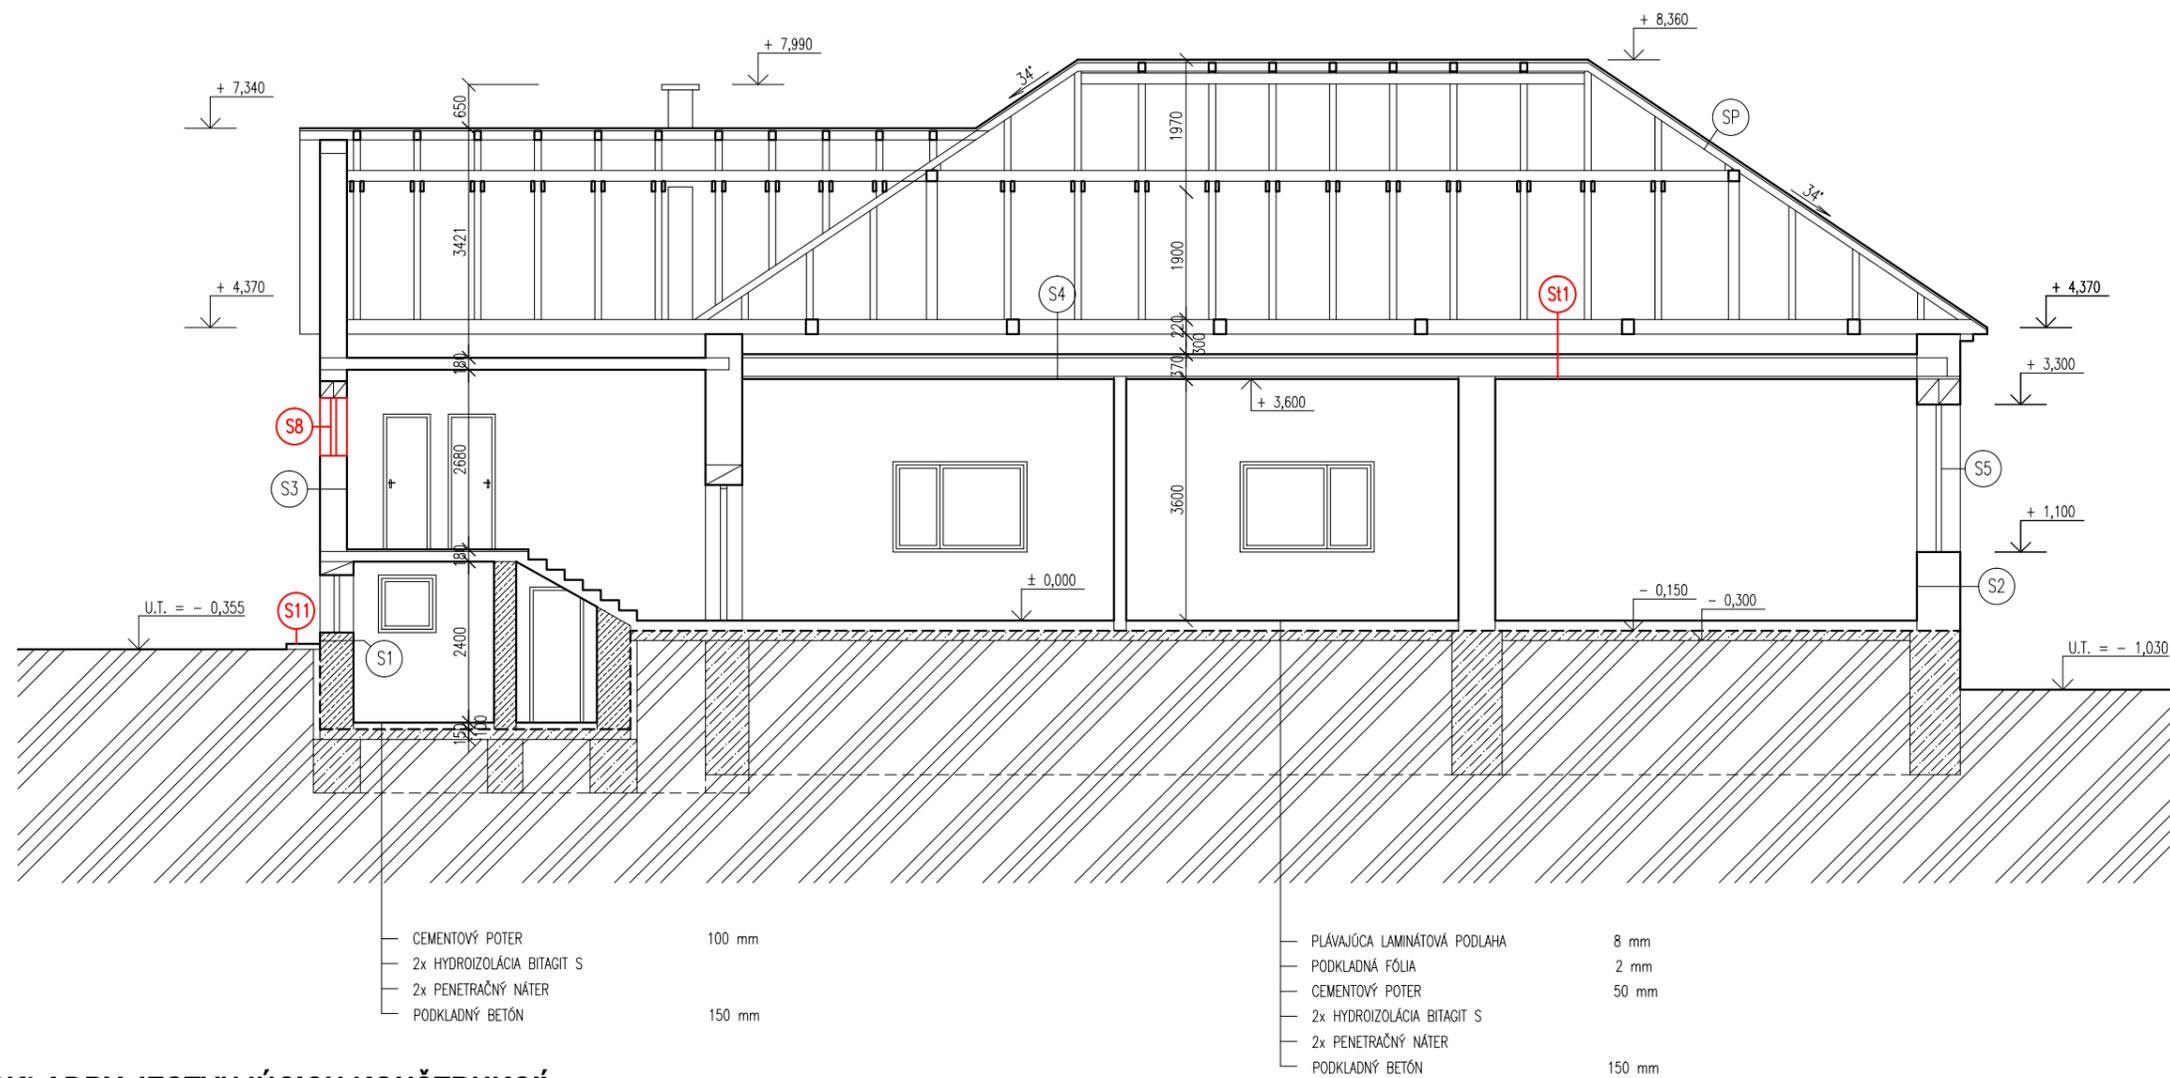 + 8,360
+ 7,990
+ 7,340
650
34°
1970
SP
34°
3421
1900
+ 4,370
S4
St1
+ 4,370
220
300
180
370
+ 3,300
+ 3,600
S8
2680
S3
3600
S5
+ 1,100
180
± 0,000
S2
- 0,150
- 0,300
U.T. = - 0,355
S11
2400
S1
U.T. = - 1,030
100
150
CEMENTOVÝ POTER 100 mm
2x HYDROIZOLÁCIA BITAGIT S
2x PENETRAČNÝ NÁTER
PODKLADNÝ BETÓN 150 mm
PLÁVAJÚCA LAMINÁTOVÁ PODLAHA 8 mm
PODKLADNÁ FÓLIA 2 mm
CEMENTOVÝ POTER 50 mm
2x HYDROIZOLÁCIA BITAGIT S
2x PENETRAČNÝ NÁTER
PODKLADNÝ BETÓN 150 mm